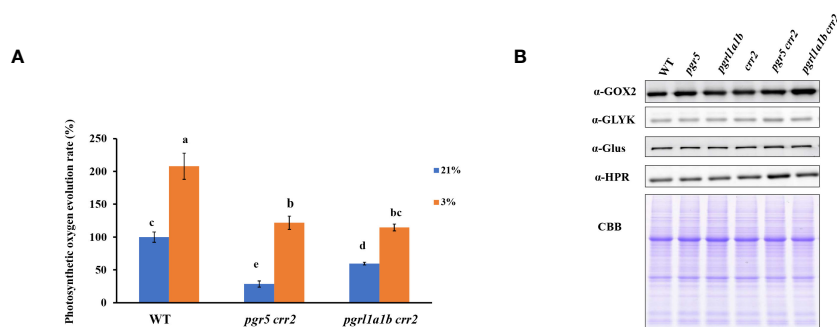 A
B
Photosynthetic oxygen evolution rate (%)
250
200
150
100
50
0
c
a
e
b
d
bc
WT
pgr5 crr2
pgrl1a1b crr2
21%
3%
WT
pgr5
pgrl1a1b
crr2
pgr5 crr2
pgrl1a1b crr2
α-GOX2
α-GLYK
α-Glus
α-HPR
CBB